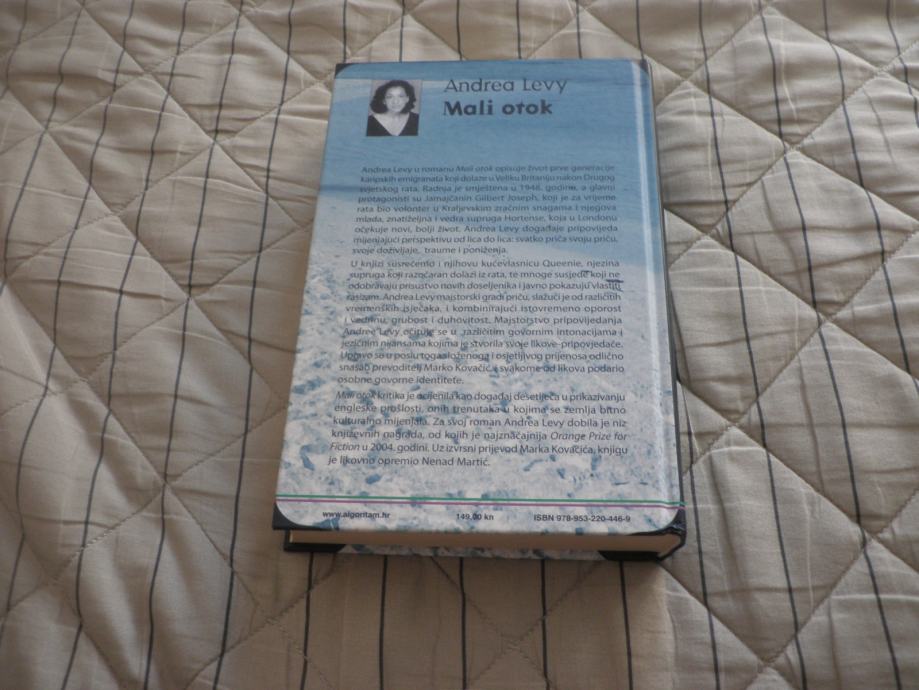 Andrea Levy
Mali otok
Andrea Levy u romanu Mali otok opisuje život prve generacije
karipskih emigranata koji dolaze u Veliku Britaniju nakon Drugog
svjetskog rata. Radnja je smještena u 1948. godinu, a glavni
protagonisti su Jamajčanin Gilbert Joseph, koji je za vrijeme
rata bio volonter u Kraljevskim zračnim snagama i njegova
mlada, znatiželjna i vedra supruga Hortense, koja u Londonu
očekuje novi, bolji život. Andrea Levy događaje pripovijeda
mijenjajući perspektivu od lica do lica: svatko priča svoju priču,
svoje doživljaje, traume i poniženja.
U knjizi susrećemo i njihovu kućevlasnicu Queenie, njezina
supruga koji razočaran dolazi iz rata, te mnoge susjede koji ne
odobravaju prisustvo novih doseljenika i javno pokazuju vlastiti
rasizam. Andrea Levy majstorski gradi priču, slažući je od različitih
vremenskih isječaka, i kombinirajući istovremeno oporost
i vedrinu, grubost i duhovitost. Majstorstvo pripovijedanja
Andree Levy očituje se u različitim govornim intonacijama i
jezičnim nijansama kojima je stvorila svoje likove-pripovjedače.
Upravo se u poslu toga složenog i osjetljivog prijenosa odlično
snašao prevoditelj Marko Kovačić i svakome od likova podario
osobne govorne identitete.
Mali otok kritika je ocijenila kao događaj desetljeća u prikazivanju
engleske prošlosti, onih trenutaka u kojima se zemlja bitno
kulturalno mijenjala. Za svoj roman Andrea Levy dobila je niz
književnih nagrada, od kojih je najznačajnija Orange Prize for
Fiction u 2004. godini. Uz izvrsni prijevod Marka Kovačića, knjigu
je likovno opremio Nenad Martić.
www.algoritam.hr 149,00 kn ISBN 978-953-220-446-9